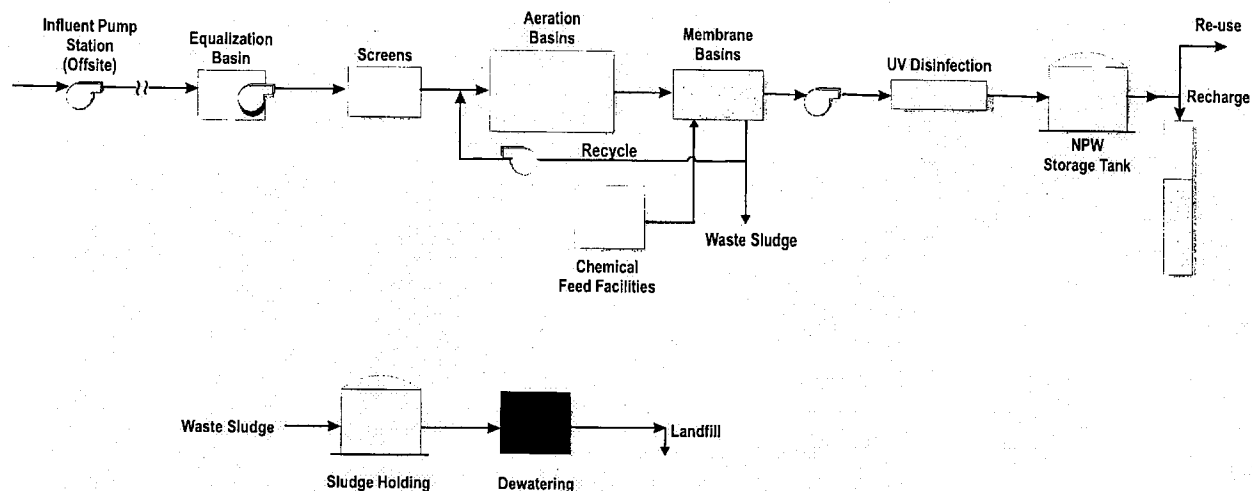 Influent Pump
Station
(Offsite)
Equalization
Basin
Screens
Aeration
Basins
Membrane
Basins
UV Disinfection
NPW
Storage Tank
Re-use
Recharge
Recycle
Chemical
Feed Facilities
Waste Sludge
Waste Sludge
Sludge Holding
Dewatering
Landfill